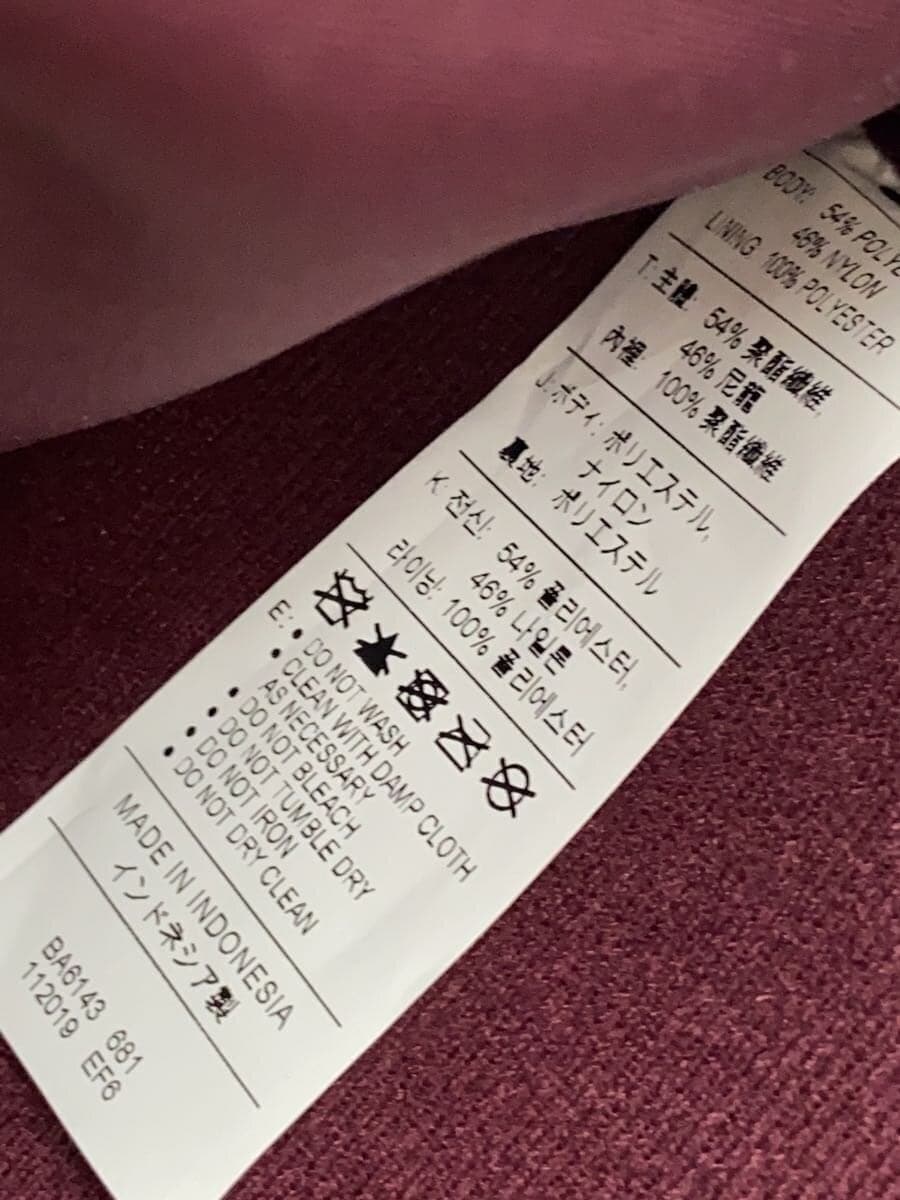 BODY: 54% POLYE
46% NYLON
LINING 100% POLYESTER
T: 主體: 54% 聚酯纖維,
46% 尼龍
內裡: 100% 聚酯纖維
J: ボディ: ポリエステル,
ナイロン
裏地: ポリエステル
K: 전신: 54% 폴리에스터,
46% 나일론
라이닝: 100% 폴리에스터
E: • DO NOT WASH
• CLEAN WITH DAMP CLOTH
AS NECESSARY
• DO NOT BLEACH
• DO NOT TUMBLE DRY
• DO NOT IRON
• DO NOT DRY CLEAN
MADE IN INDONESIA
インドネシア製
BA6143 681
112019 EF6